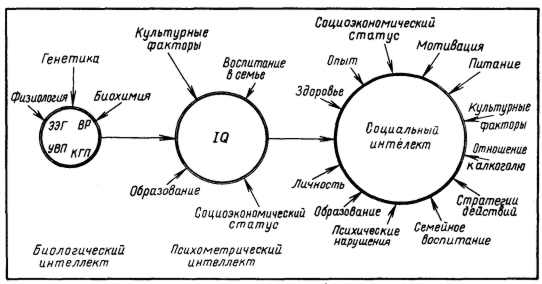 Генетика
Физиология
Биохимия
ЭЭГ ВР
УВП КГП
Биологический
интеллект
Культурные
факторы
Воспитание
в семье
IQ
Образование
Социоэкономический
статус
Психометрический
интеллект
Социоэкономический
статус
Мотивация
Опыт
Питание
Здоровье
Культурные
факторы
Социальный
интелект
Отношение
к алкоголю
Личность
Стратегии
действий
Образование
Психические
нарушения
Семейное
воспитание